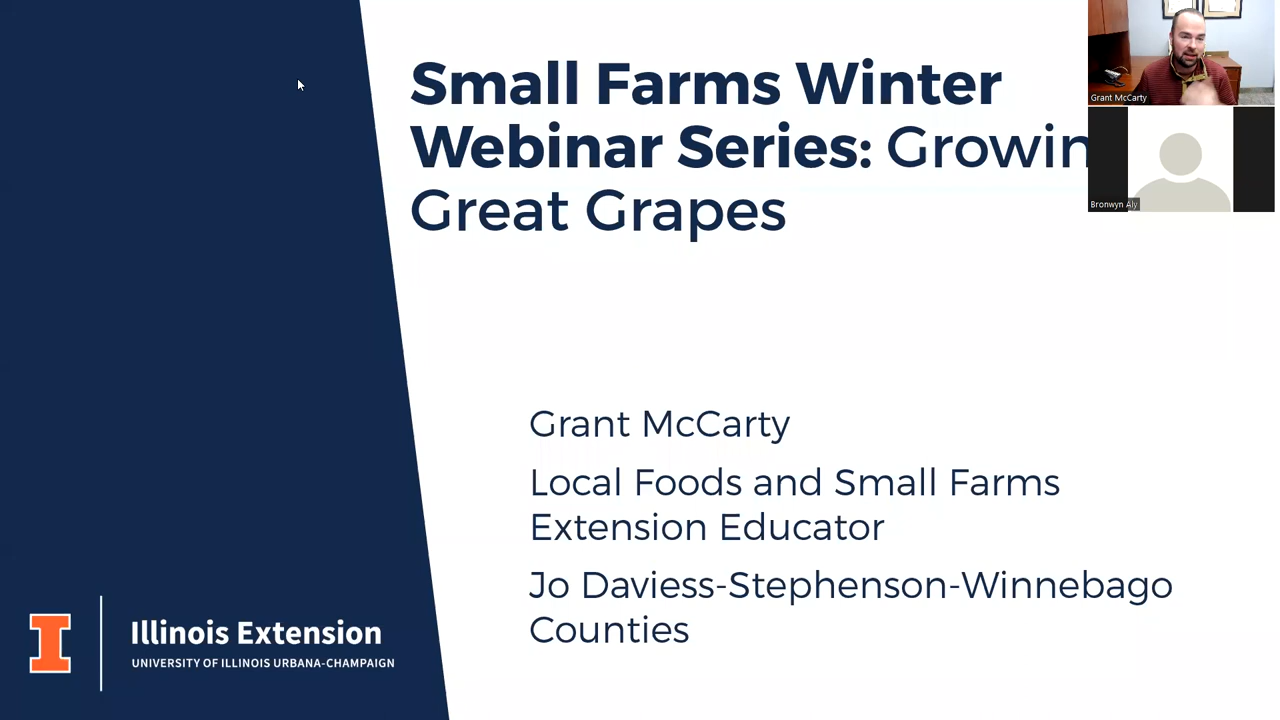 Small Farms Winter
Webinar Series: Growin
Great Grapes
Grant McCarty
Bronwyn Aly
Grant McCarty
Local Foods and Small Farms
Extension Educator
Jo Daviess-Stephenson-Winnebago
Counties
I
Illinois Extension
UNIVERSITY OF ILLINOIS URBANA-CHAMPAIGN